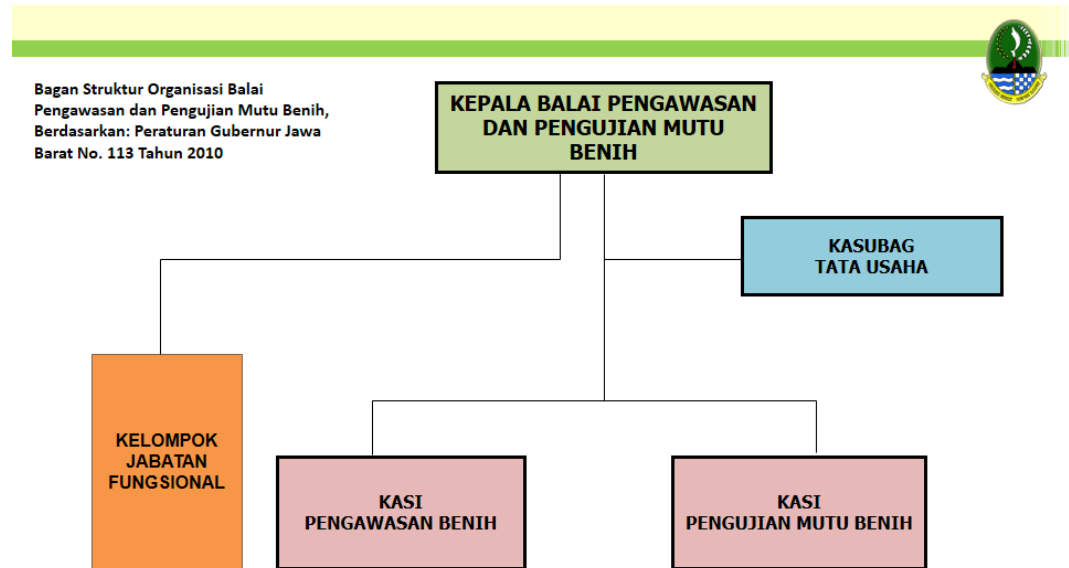 Bagan Struktur Organisasi Balai
Pengawasan dan Pengujian Mutu Benih,
Berdasarkan: Peraturan Gubernur Jawa
Barat No. 113 Tahun 2010
KEPALA BALAI PENGAWASAN
DAN PENGUJIAN MUTU
BENIH
KASUBAG
TATA USAHA
KELOMPOK
JABATAN
FUNGSIONAL
KASI
PENGAWASAN BENIH
KASI
PENGUJIAN MUTU BENIH